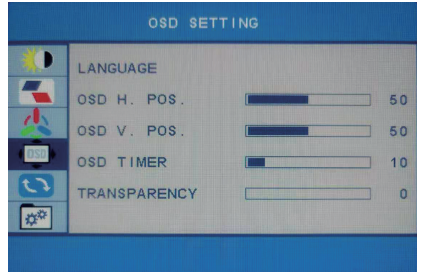 OSD SETTING
LANGUAGE
OSD H. POS. 50
OSD V. POS. 50
OSD
OSD TIMER 10
TRANSPARENCY 0